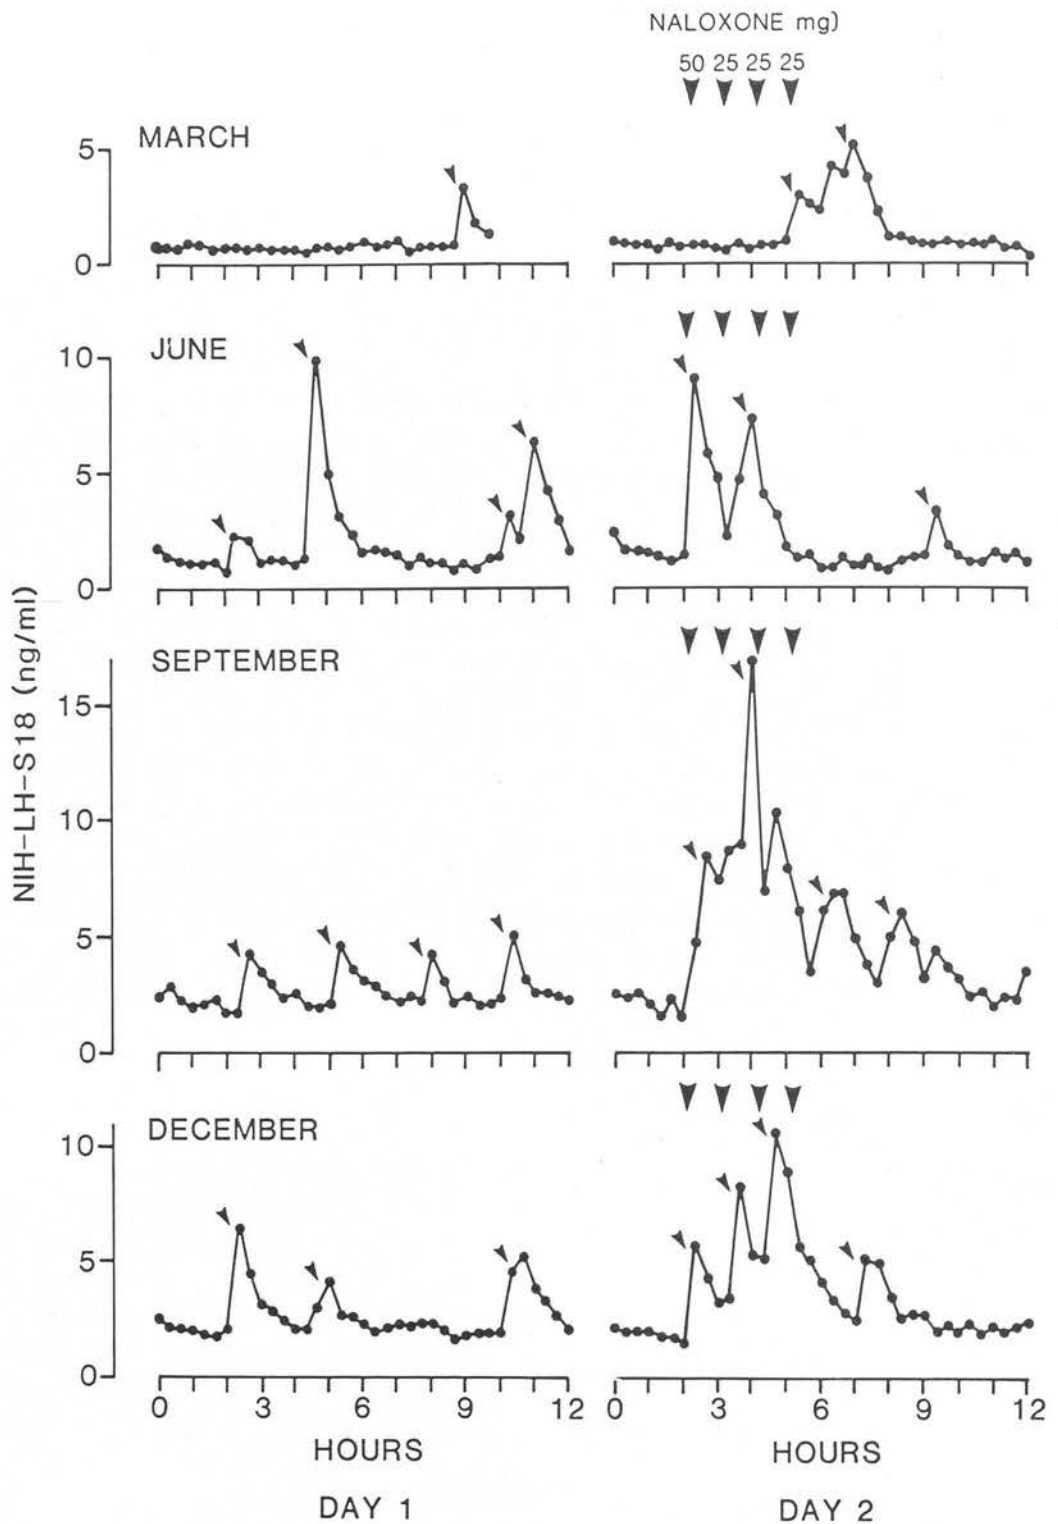 NALOXONE mg)
50 25 25 25
MARCH
5
0
JUNE
10
5
0
NIH-LH-S18 (ng/ml)
SEPTEMBER
15
10
5
0
DECEMBER
10
5
0
0 3 6 9 12 0 3 6 9 12
HOURS HOURS
DAY 1 DAY 2